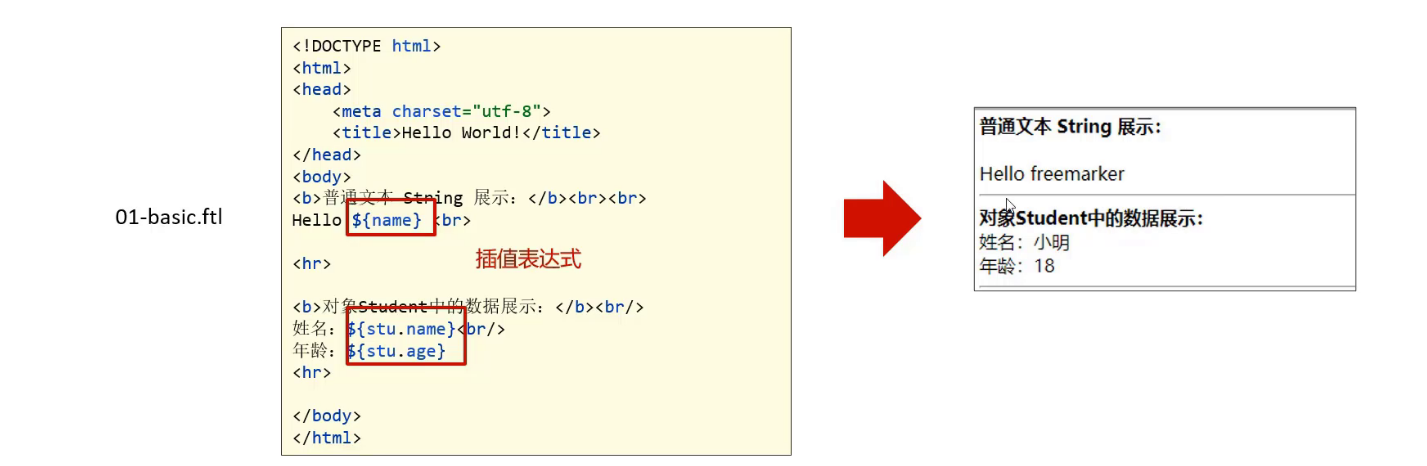 01-basic.ftl
<!DOCTYPE html>
<html>
<head>
    <meta charset="utf-8">
    <title>Hello World!</title>
</head>
<body>
<b>普通文本 String 展示：</b><br><br>
Hello ${name} <br>
插值表达式
<hr>
<b>对象Student中的数据展示：</b><br/>
姓名：${stu.name}<br/>
年龄：${stu.age}
<hr>
</body>
</html>
普通文本 String 展示：
Hello freemarker
对象Student中的数据展示：
姓名：小明
年龄：18